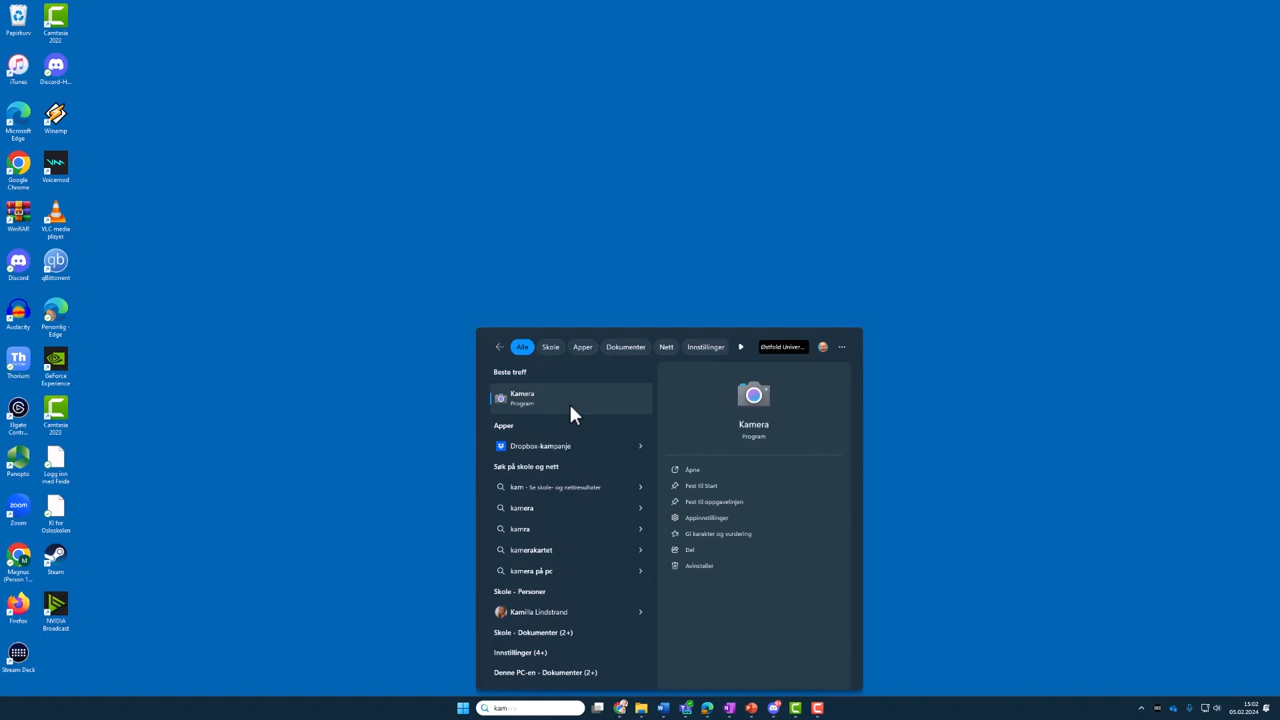 Papirkurv
Camtasia
2022
iTunes
Discord-H...
Microsoft
Edge
Winamp
Google
Chrome
Voicemod
WinRAR
VLC media
player
Discord
qBittorrent
Audacity
Personlig -
Edge
Thorium
GeForce
Experience
Elgato
Contr...
Camtasia
2023
Panopto
Logg inn
med Feide
Zoom
KI for
Osloskolen
Magnus
(Person 1...
Steam
Firefox
NVIDIA
Broadcast
Stream Deck
Alle
Skole
Apper
Dokumenter
Nett
Innstillinger
Østfold Univer...
Beste treff
Kamera
Program
Apper
Dropbox-kampanje
Søk på skole og nett
kam - Se skole- og nettresultater
kamera
kamra
kamerakartet
kamera på pc
Skole - Personer
Kamilla Lindstrand
Skole - Dokumenter (2+)
Innstillinger (4+)
Denne PC-en - Dokumenter (2+)
Kamera
Program
Åpne
Fest til Start
Fest til oppgavelinjen
Appinnstillinger
Gi karakter og vurdering
Del
Avinstaller
kamera
15:02
05.02.2024